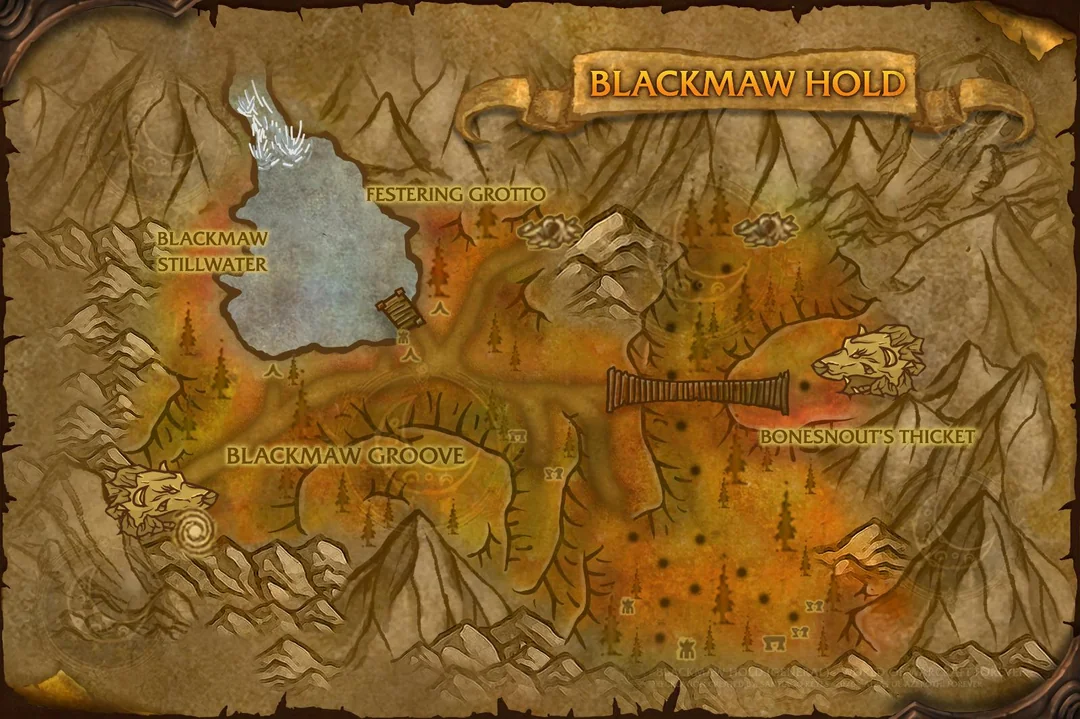 BLACKMAW HOLD
FESTERING GROTTO
BLACKMAW
STILLWATER
BONESNOUT'S THICKET
BLACKMAW GROOVE